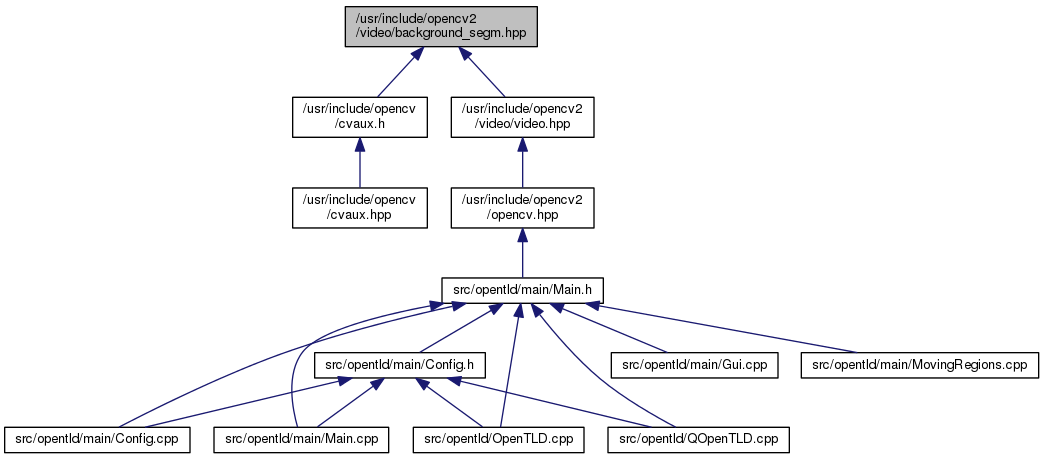 /usr/include/opencv2
/video/background_segm.hpp
/usr/include/opencv
/cvaux.h
/usr/include/opencv2
/video/video.hpp
/usr/include/opencv
/cvaux.hpp
/usr/include/opencv2
/opencv.hpp
src/opentld/main/Main.h
src/opentld/main/Config.h
src/opentld/main/Gui.cpp
src/opentld/main/MovingRegions.cpp
src/opentld/main/Config.cpp
src/opentld/main/Main.cpp
src/opentld/OpenTLD.cpp
src/opentld/QOpenTLD.cpp